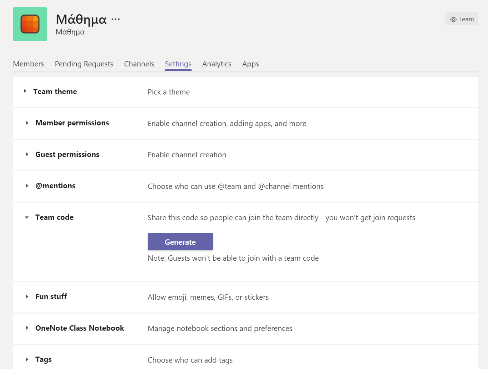 Μάθημα ···
Μάθημα
Team
Members Pending Requests Channels Settings Analytics Apps
Team theme Pick a theme
Member permissions Enable channel creation, adding apps, and more
Guest permissions Enable channel creation
@mentions Choose who can use @team and @channel mentions
Team code Share this code so people can join the team directly - you won't get join requests
Generate
Note: Guests won't be able to join with a team code
Fun stuff Allow emoji, memes, GIFs, or stickers
OneNote Class Notebook Manage notebook sections and preferences
Tags Choose who can add tags